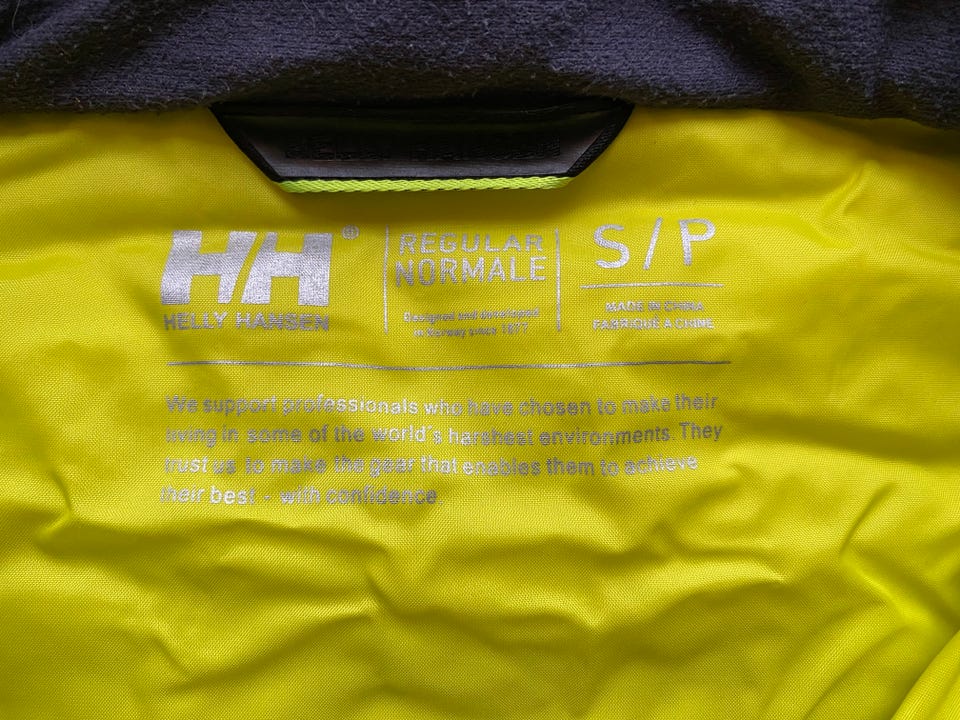 HH®
HELLY HANSEN
REGULAR
NORMALE
Designed and developed
in Norway since 1877
S/P
MADE IN CHINA
FABRIQUÉ A CHINE
We support professionals who have chosen to make their
living in some of the world's harshest environments. They
trust us to make the gear that enables them to achieve
their best - with confidence.